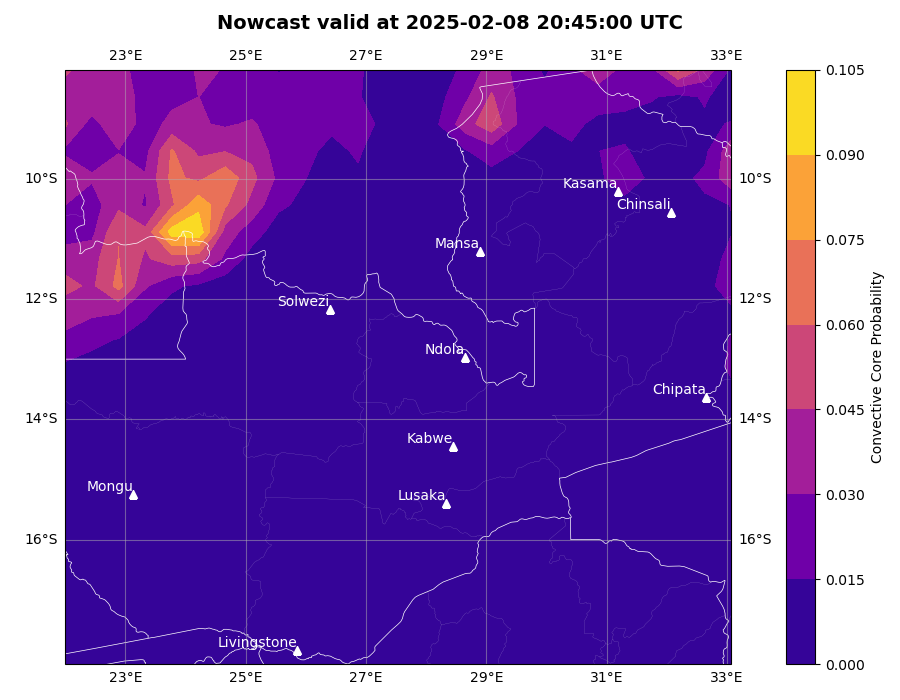 Nowcast valid at 2025-02-08 20:45:00 UTC
23°E 25°E 27°E 29°E 31°E 33°E
0.105
0.090
10°S 10°S
Kasama
Chinsali
0.075
Mansa
12°S 12°S
Solwezi
0.060
Ndola
Convective Core Probability
Chipata
0.045
14°S 14°S
Kabwe
Mongu
Lusaka
0.030
16°S 16°S
0.015
Livingstone
0.000
23°E 25°E 27°E 29°E 31°E 33°E